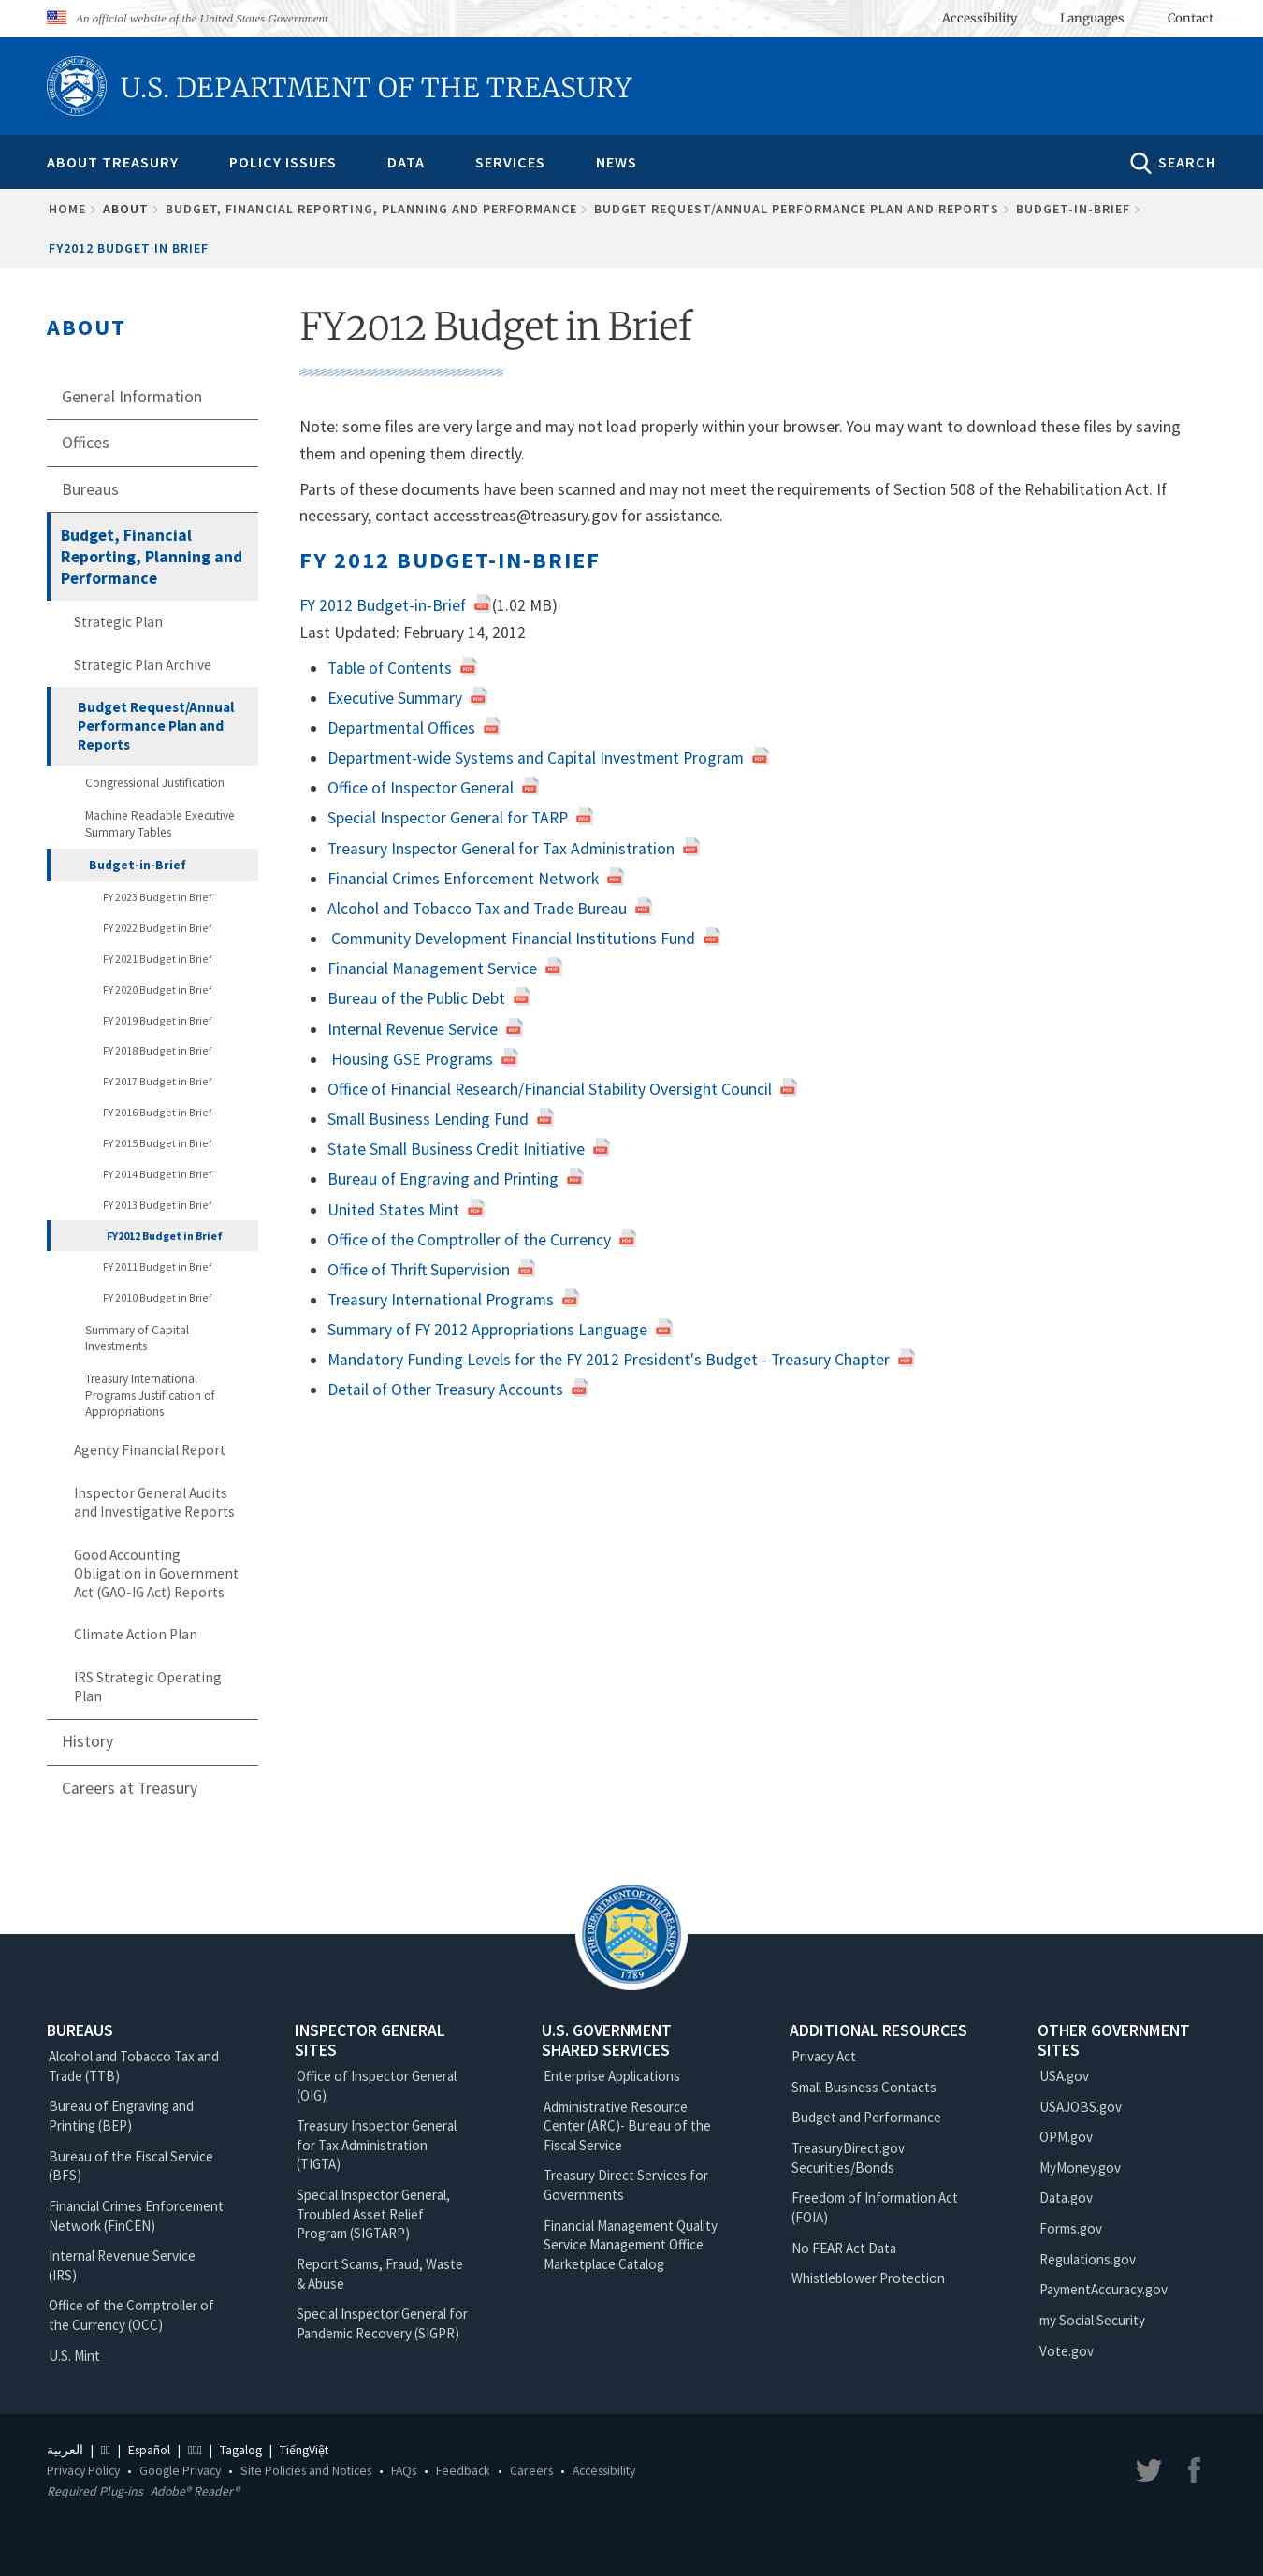 An official website of the United States Government
Accessibility
Languages
Contact
U.S. DEPARTMENT OF THE TREASURY
ABOUT TREASURY
POLICY ISSUES
DATA
SERVICES
NEWS
SEARCH
HOME > ABOUT > BUDGET, FINANCIAL REPORTING, PLANNING AND PERFORMANCE > BUDGET REQUEST/ANNUAL PERFORMANCE PLAN AND REPORTS > BUDGET-IN-BRIEF >
FY2012 BUDGET IN BRIEF
ABOUT
General Information
Offices
Bureaus
Budget, Financial
Reporting, Planning and
Performance
Strategic Plan
Strategic Plan Archive
Budget Request/Annual
Performance Plan and
Reports
Congressional Justification
Machine Readable Executive
Summary Tables
Budget-in-Brief
FY 2023 Budget in Brief
FY 2022 Budget in Brief
FY 2021 Budget in Brief
FY 2020 Budget in Brief
FY 2019 Budget in Brief
FY 2018 Budget in Brief
FY 2017 Budget in Brief
FY 2016 Budget in Brief
FY 2015 Budget in Brief
FY 2014 Budget in Brief
FY 2013 Budget in Brief
FY2012 Budget in Brief
FY 2011 Budget in Brief
FY 2010 Budget in Brief
Summary of Capital
Investments
Treasury International
Programs Justification of
Appropriations
Agency Financial Report
Inspector General Audits
and Investigative Reports
Good Accounting
Obligation in Government
Act (GAO-IG Act) Reports
Climate Action Plan
IRS Strategic Operating
Plan
History
Careers at Treasury
FY2012 Budget in Brief
Note: some files are very large and may not load properly within your browser. You may want to download these files by saving
them and opening them directly.
Parts of these documents have been scanned and may not meet the requirements of Section 508 of the Rehabilitation Act. If
necessary, contact accesstreas@treasury.gov for assistance.
FY 2012 BUDGET-IN-BRIEF
FY 2012 Budget-in-Brief (1.02 MB)
Last Updated: February 14, 2012
Table of Contents
Executive Summary
Departmental Offices
Department-wide Systems and Capital Investment Program
Office of Inspector General
Special Inspector General for TARP
Treasury Inspector General for Tax Administration
Financial Crimes Enforcement Network
Alcohol and Tobacco Tax and Trade Bureau
Community Development Financial Institutions Fund
Financial Management Service
Bureau of the Public Debt
Internal Revenue Service
Housing GSE Programs
Office of Financial Research/Financial Stability Oversight Council
Small Business Lending Fund
State Small Business Credit Initiative
Bureau of Engraving and Printing
United States Mint
Office of the Comptroller of the Currency
Office of Thrift Supervision
Treasury International Programs
Summary of FY 2012 Appropriations Language
Mandatory Funding Levels for the FY 2012 President's Budget - Treasury Chapter
Detail of Other Treasury Accounts
THE DEPARTMENT OF THE TREASURY
1789
BUREAUS
Alcohol and Tobacco Tax and
Trade (TTB)
Bureau of Engraving and
Printing (BEP)
Bureau of the Fiscal Service
(BFS)
Financial Crimes Enforcement
Network (FinCEN)
Internal Revenue Service
(IRS)
Office of the Comptroller of
the Currency (OCC)
U.S. Mint
INSPECTOR GENERAL
SITES
Office of Inspector General
(OIG)
Treasury Inspector General
for Tax Administration
(TIGTA)
Special Inspector General,
Troubled Asset Relief
Program (SIGTARP)
Report Scams, Fraud, Waste
& Abuse
Special Inspector General for
Pandemic Recovery (SIGPR)
U.S. GOVERNMENT
SHARED SERVICES
Enterprise Applications
Administrative Resource
Center (ARC)- Bureau of the
Fiscal Service
Treasury Direct Services for
Governments
Financial Management Quality
Service Management Office
Marketplace Catalog
ADDITIONAL RESOURCES
Privacy Act
Small Business Contacts
Budget and Performance
TreasuryDirect.gov
Securities/Bonds
Freedom of Information Act
(FOIA)
No FEAR Act Data
Whistleblower Protection
OTHER GOVERNMENT
SITES
USA.gov
USAJOBS.gov
OPM.gov
MyMoney.gov
Data.gov
Forms.gov
Regulations.gov
PaymentAccuracy.gov
my Social Security
Vote.gov
العربية | | Español | | Tagalog | TiếngViệt
Privacy Policy • Google Privacy • Site Policies and Notices • FAQs • Feedback • Careers • Accessibility
Required Plug-ins Adobe® Reader®